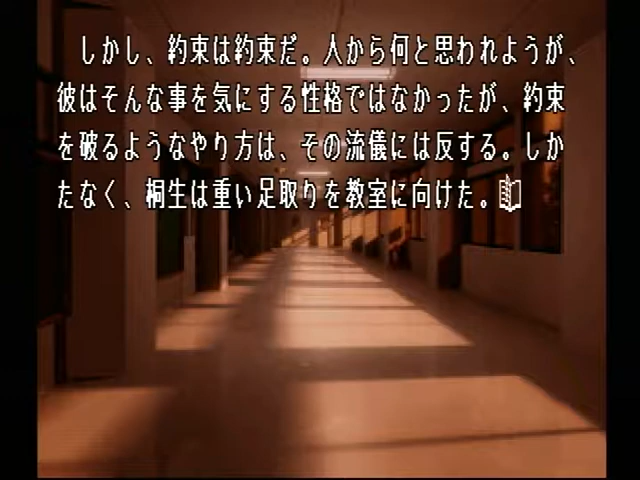 しかし、約束は約束だ。人から何と思われようが、
彼はそんな事を気にする性格ではなかったが、約束
を破るようなやり方は、その流儀には反する。しか
たなく、桐生は重い足取りを教室に向けた。